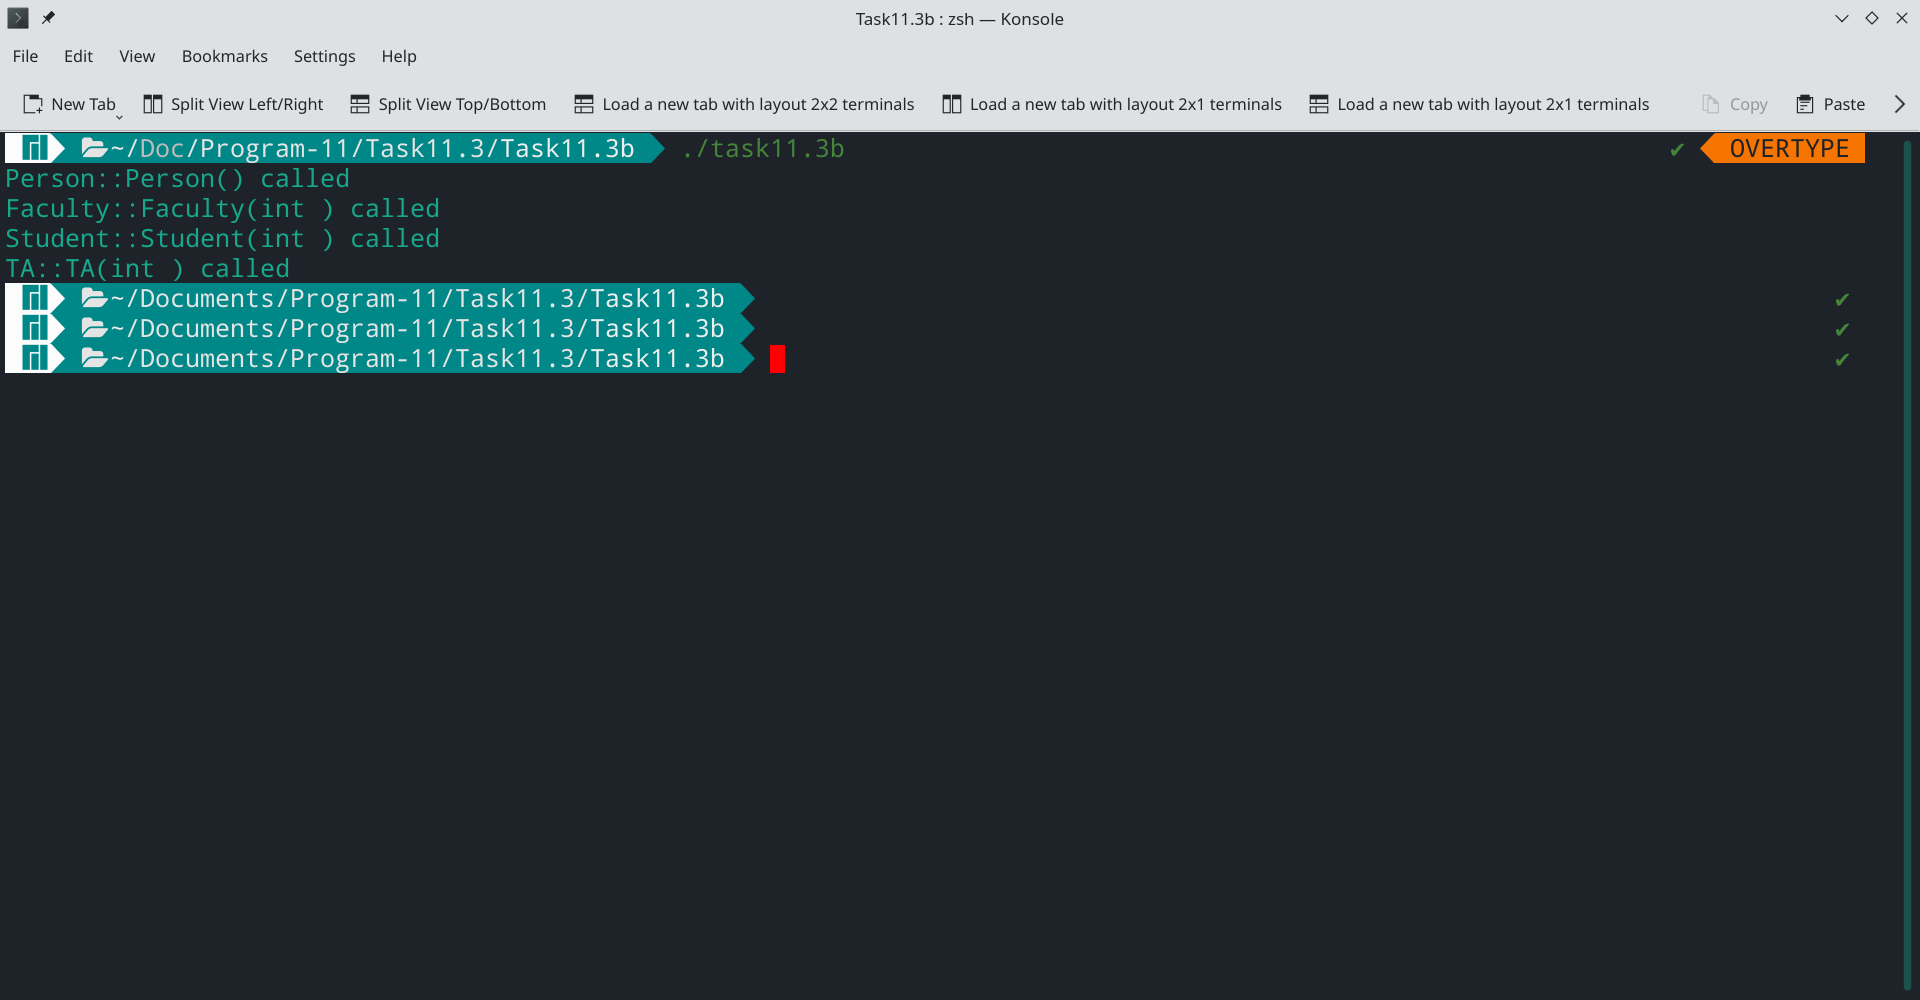 Task11.3b : zsh — Konsole
File Edit View Bookmarks Settings Help
New Tab Split View Left/Right Split View Top/Bottom Load a new tab with layout 2x2 terminals Load a new tab with layout 2x1 terminals Load a new tab with layout 2x1 terminals Copy Paste
~/Doc/Program-11/Task11.3/Task11.3b ./task11.3b ✔ OVERTYPE
Person::Person() called
Faculty::Faculty(int ) called
Student::Student(int ) called
TA::TA(int ) called
~/Documents/Program-11/Task11.3/Task11.3b ✔
~/Documents/Program-11/Task11.3/Task11.3b ✔
~/Documents/Program-11/Task11.3/Task11.3b ✔